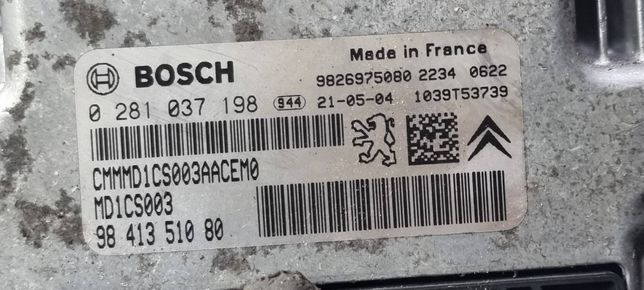 Made in France
BOSCH
9826975080 2234 0622
0 281 037 198 944 21-05-04 1039T53739
CMMMD1CS003AACEM0
MD1CS003
98 413 510 80